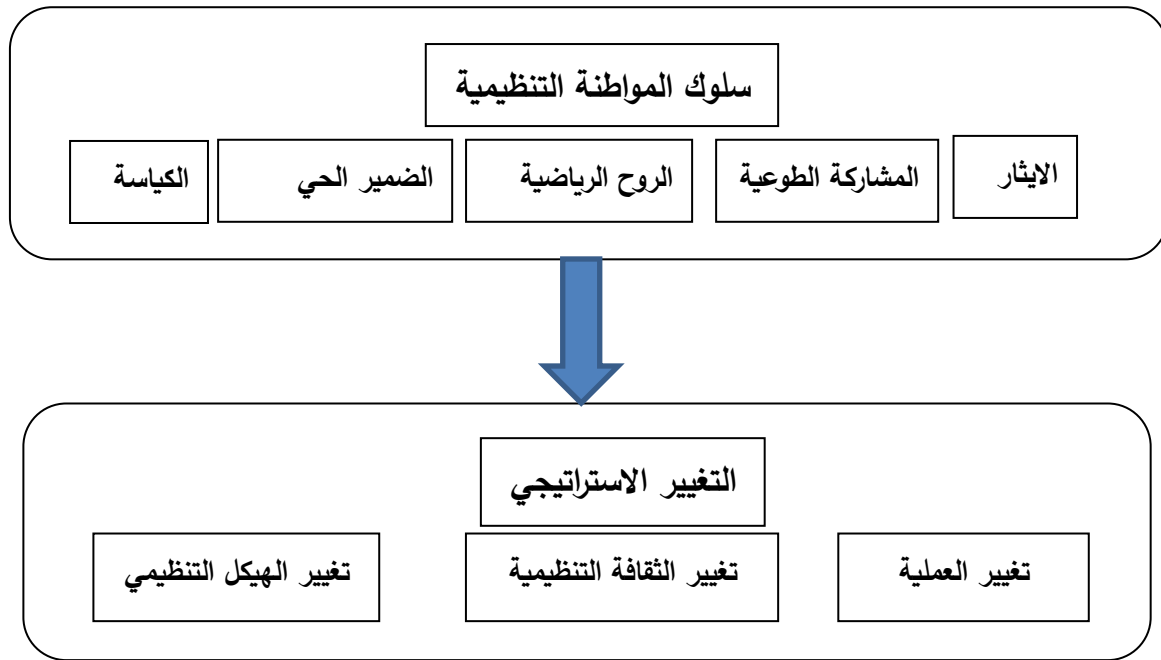 سلوك المواطنة التنظيمية
الايثار
المشاركة الطوعية
الروح الرياضية
الضمير الحي
الكياسة
التغيير الاستراتيجي
تغيير العملية
تغيير الثقافة التنظيمية
تغيير الهيكل التنظيمي